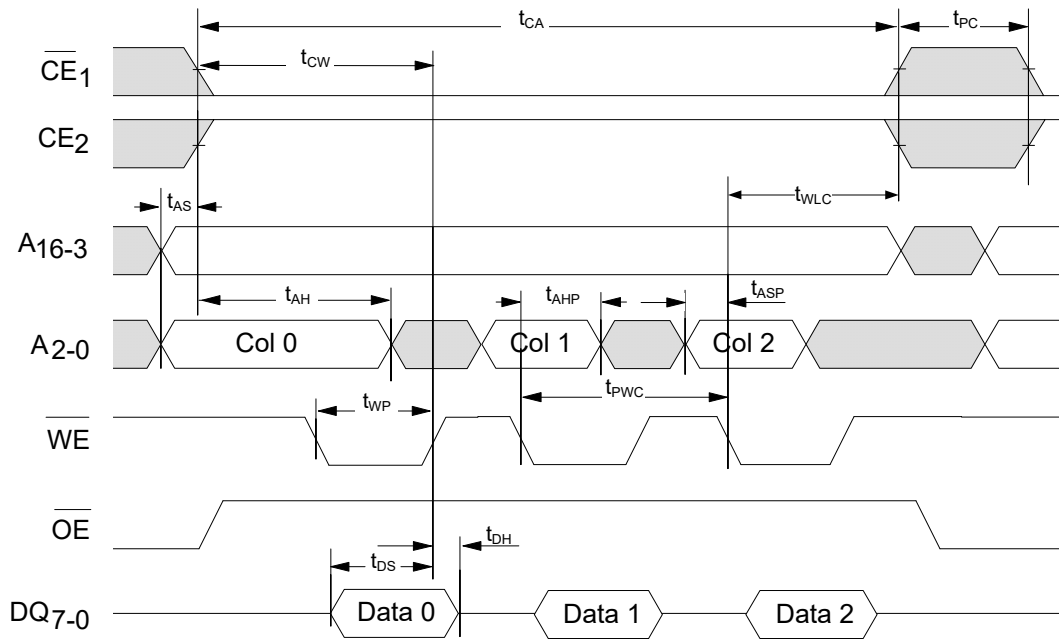 tCA
tPC
CE1
tCW
CE2
tWLC
tAS
A16-3
tAH
tAHP
tASP
A2-0
Col 0
Col 1
Col 2
tWP
tPWC
WE
OE
tDS
tDH
DQ7-0
Data 0
Data 1
Data 2